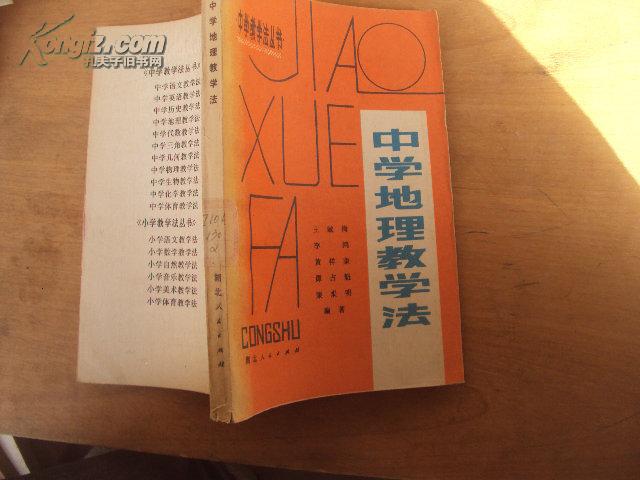 Kongfz.com
孔夫子旧书网
《中学教学法丛书》
中学语文教学法
中学英语教学法
中学历史教学法
中学地理教学法
中学代数教学法
中学三角教学法
中学几何教学法
中学物理教学法
中学生物教学法
中学化学教学法
中学体育教学法
《小学教学法丛书》
小学语文教学法
小学数学教学法
小学自然教学法
小学音乐教学法
小学美术教学法
小学体育教学法
中学地理教学法
湖北人民出版社
中学教学法丛书
JIAO
XUE
FA
CONGSHU
中学地理教学法
编著
湖北人民出版社